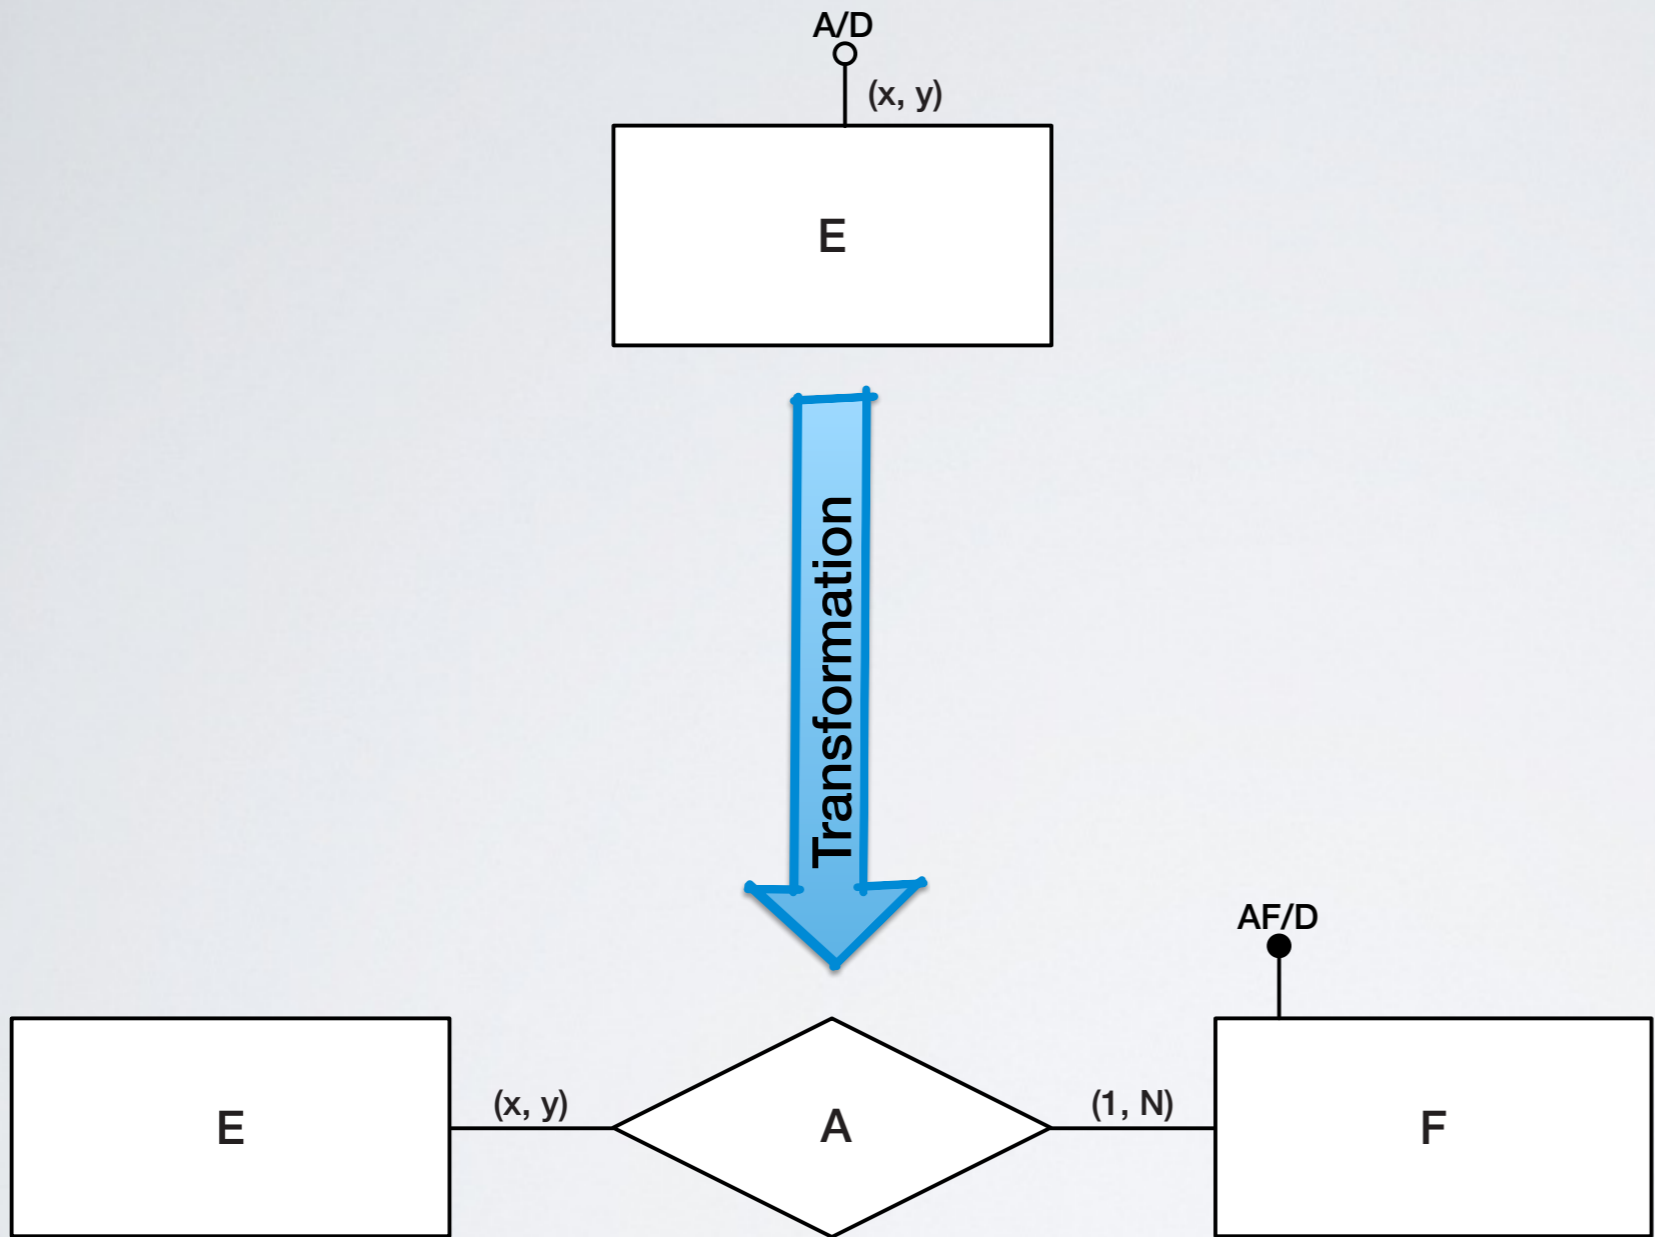 A/D
(x, y)
E
Transformation
AF/D
E
(x, y)
A
(1, N)
F